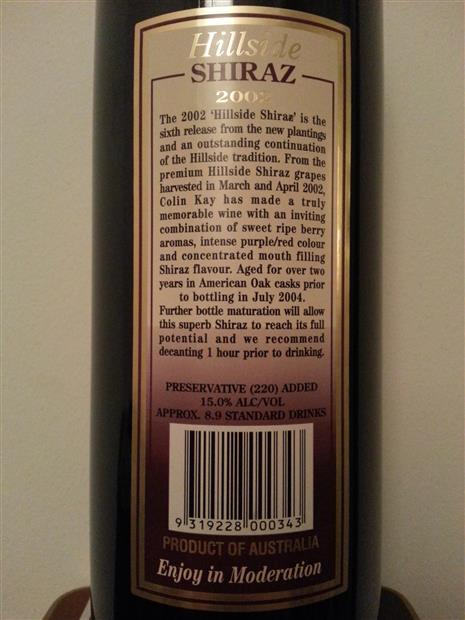 Hillside
SHIRAZ
2002
The 2002 'Hillside Shiraz' is the
sixth release from the new plantings
and an outstanding continuation
of the Hillside tradition. From the
premium Hillside Shiraz grapes
harvested in March and April 2002,
Colin Kay has made a truly
memorable wine with an inviting
combination of sweet ripe berry
aromas, intense purple/red colour
and concentrated mouth filling
Shiraz flavour. Aged for over two
years in American Oak casks prior
to bottling in July 2004.
Further bottle maturation will allow
this superb Shiraz to reach its full
potential and we recommend
decanting 1 hour prior to drinking.
PRESERVATIVE (220) ADDED
15.0% ALC/VOL
APPROX. 8.9 STANDARD DRINKS
9 319228 000343
PRODUCT OF AUSTRALIA
Enjoy in Moderation